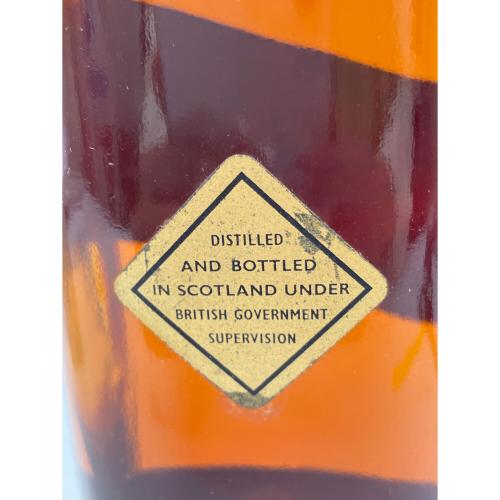 DISTILLED
AND BOTTLED
IN SCOTLAND UNDER
BRITISH GOVERNMENT
SUPERVISION